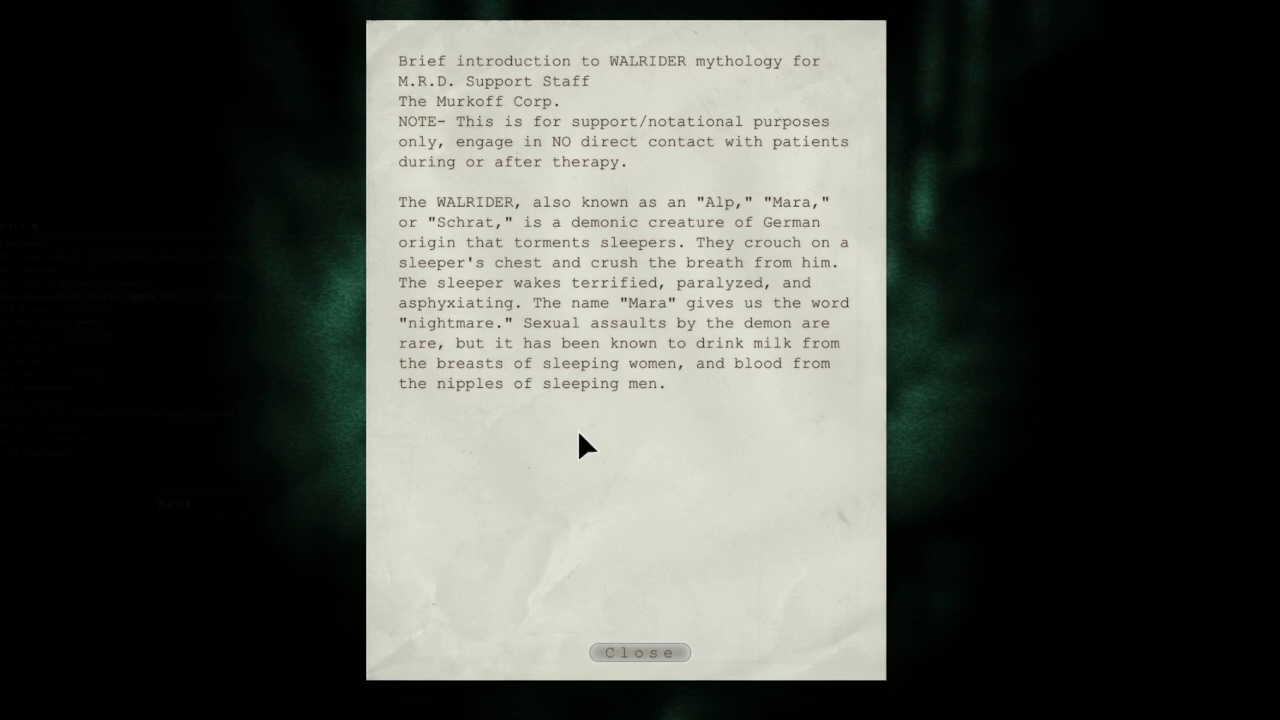 Brief introduction to WALRIDER mythology for
M.R.D. Support Staff
The Murkoff Corp.
NOTE- This is for support/notational purposes
only, engage in NO direct contact with patients
during or after therapy.
The WALRIDER, also known as an "Alp," "Mara,"
or "Schrat," is a demonic creature of German
origin that torments sleepers. They crouch on a
sleeper's chest and crush the breath from him.
The sleeper wakes terrified, paralyzed, and
asphyxiating. The name "Mara" gives us the word
"nightmare." Sexual assaults by the demon are
rare, but it has been known to drink milk from
the breasts of sleeping women, and blood from
the nipples of sleeping men.
Close